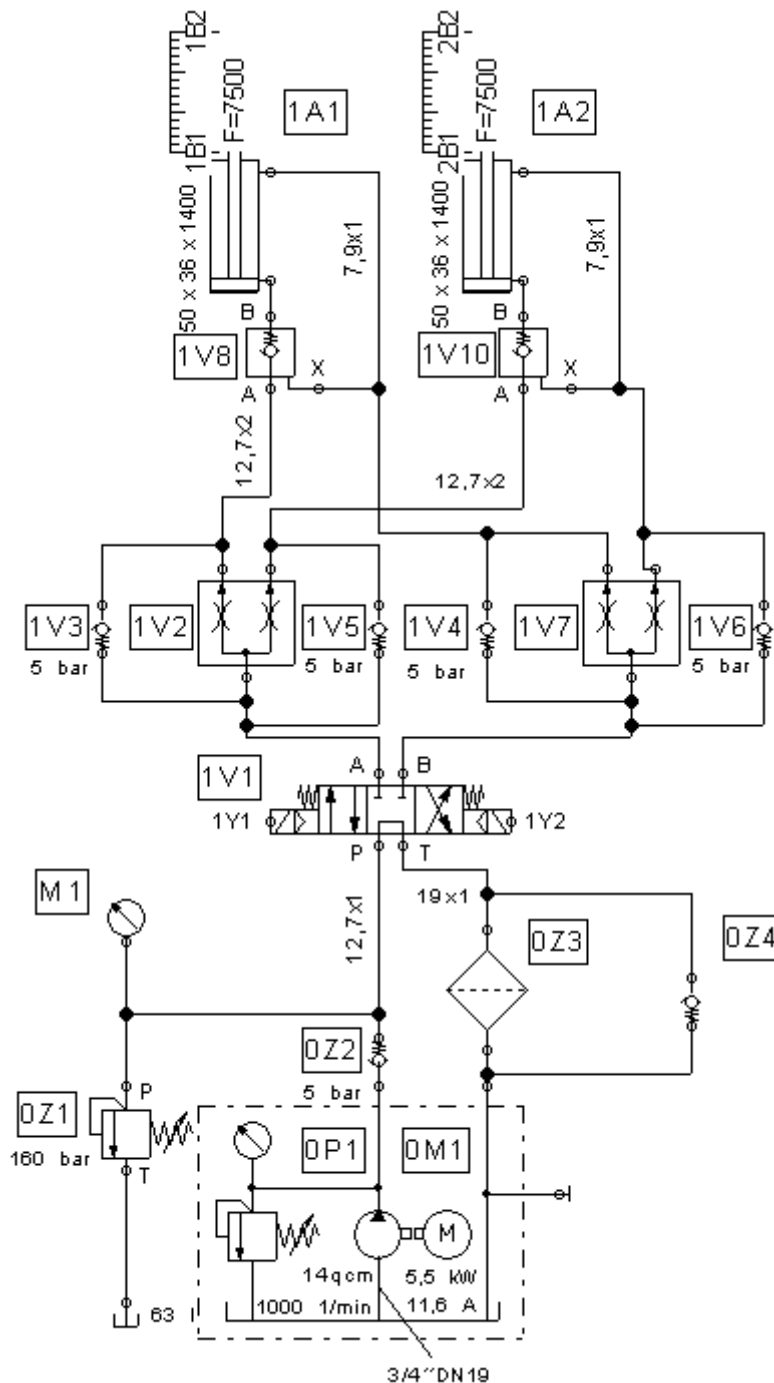 1B2
2B2
F=7500
F=7500
1A1
1A2
1B1
2B1
50 x 36 x 1400
7,9x1
50 x 36 x 1400
7,9x1
B
B
1V8
X
1V10
X
A
A
12,7x2
12,7x2
1V3
1V2
1V5
1V4
1V7
1V6
5 bar
5 bar
5 bar
5 bar
A
B
1V1
1Y1
1Y2
P
T
M1
19x1
12,7x1
0Z3
0Z4
0Z2
5 bar
P
0Z1
160 bar
T
0P1
0M1
M
14qcm
5,5 kW
63 l
1000 1/min
11,6 A
3/4˝DN19